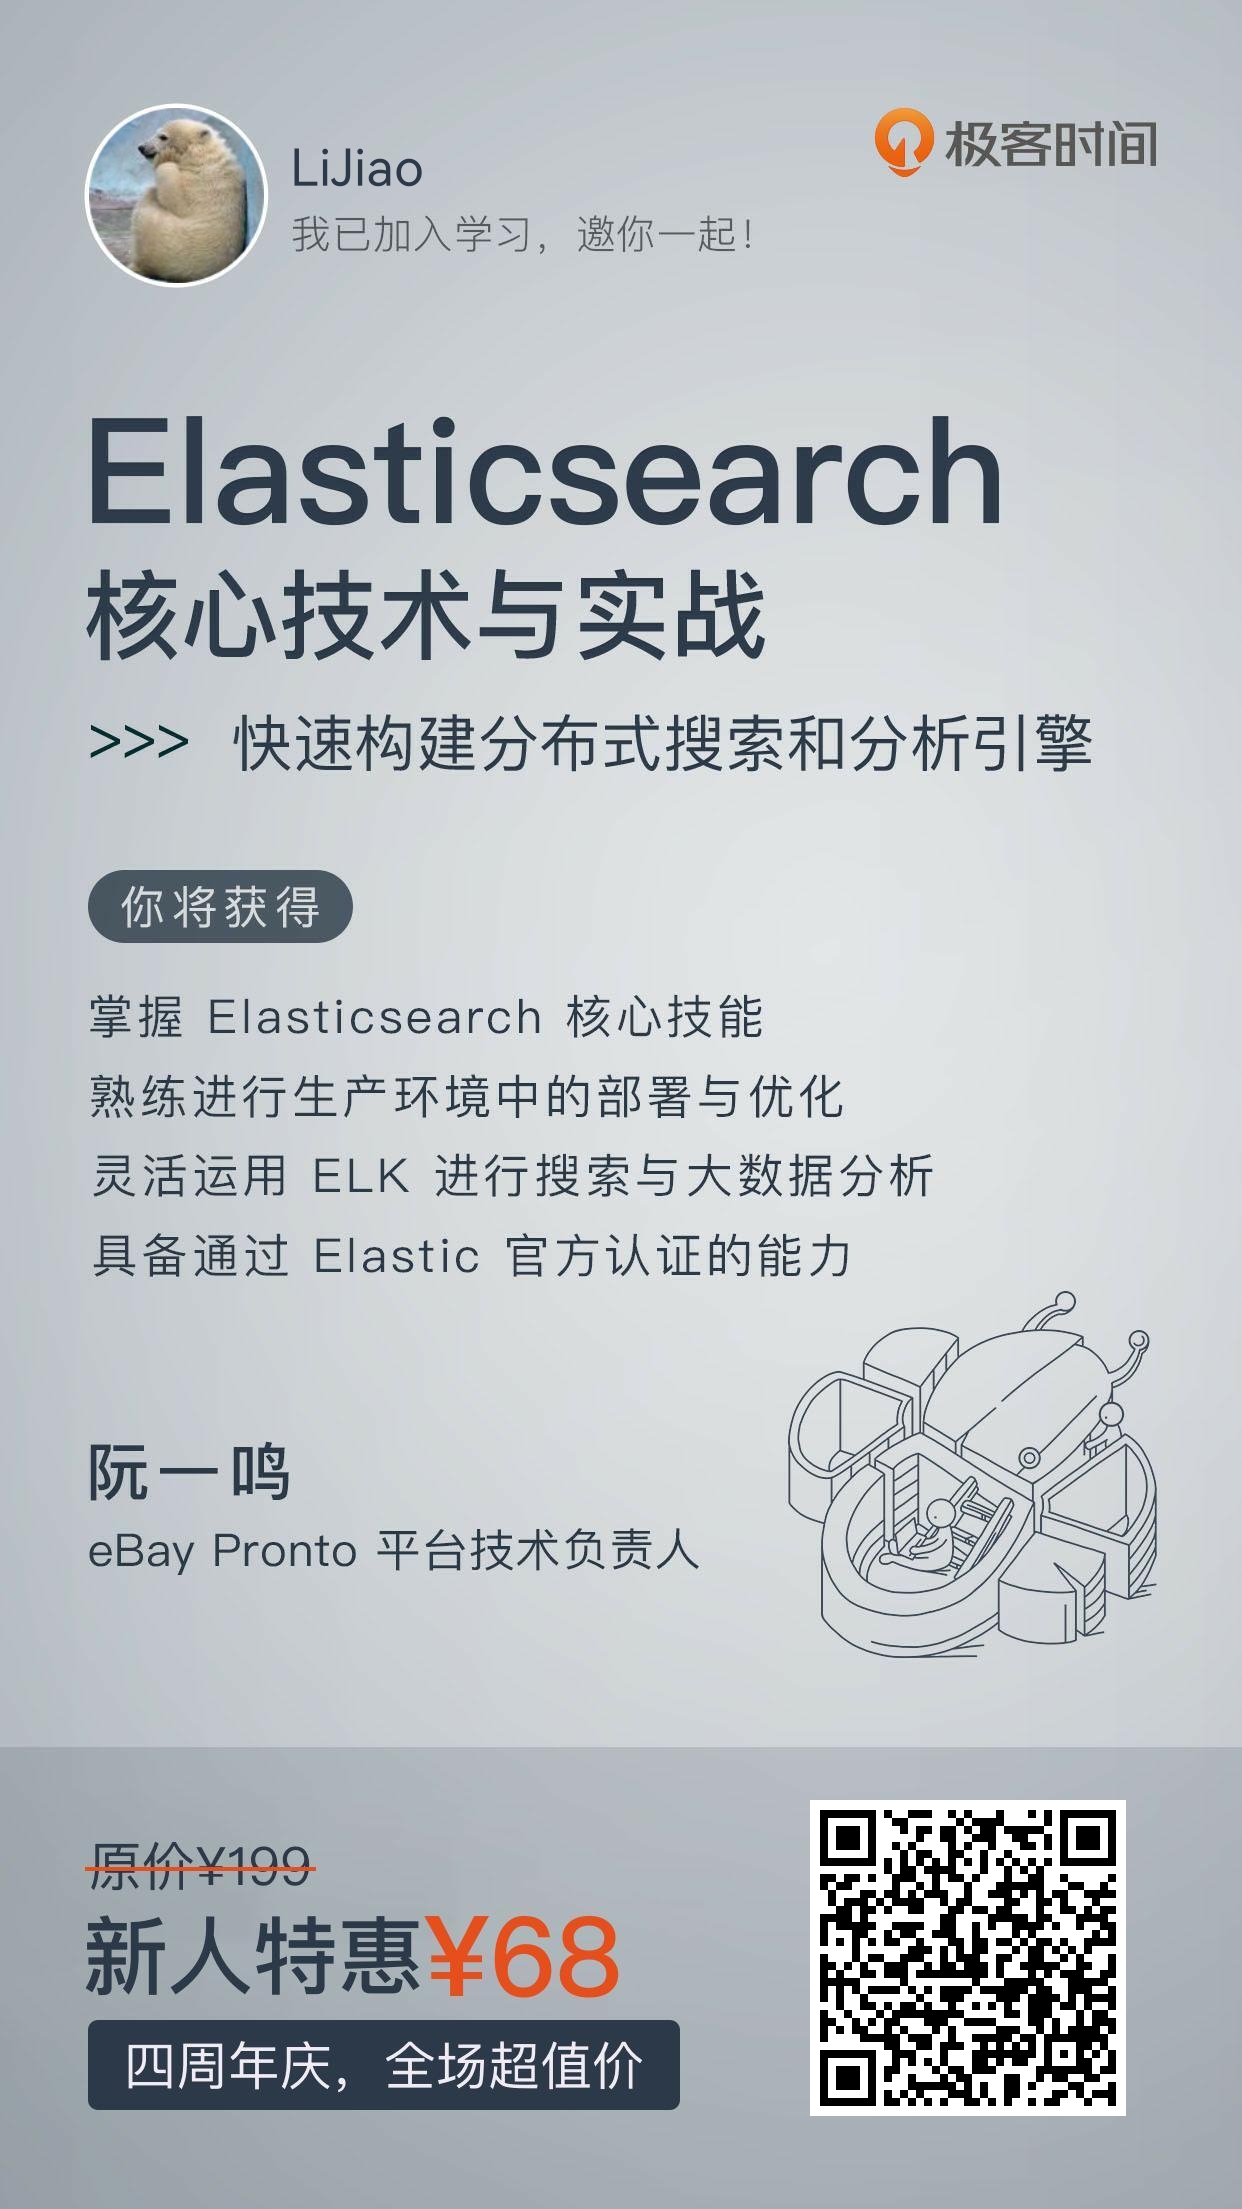 LiJiao
极客时间
我已加入学习，邀你一起！
Elasticsearch
核心技术与实战
>>> 快速构建分布式搜索和分析引擎
你将获得
掌握 Elasticsearch 核心技能
熟练进行生产环境中的部署与优化
灵活运用 ELK 进行搜索与大数据分析
具备通过 Elastic 官方认证的能力
阮一鸣
eBay Pronto 平台技术负责人
原价¥199
新人特惠¥68
四周年庆，全场超值价